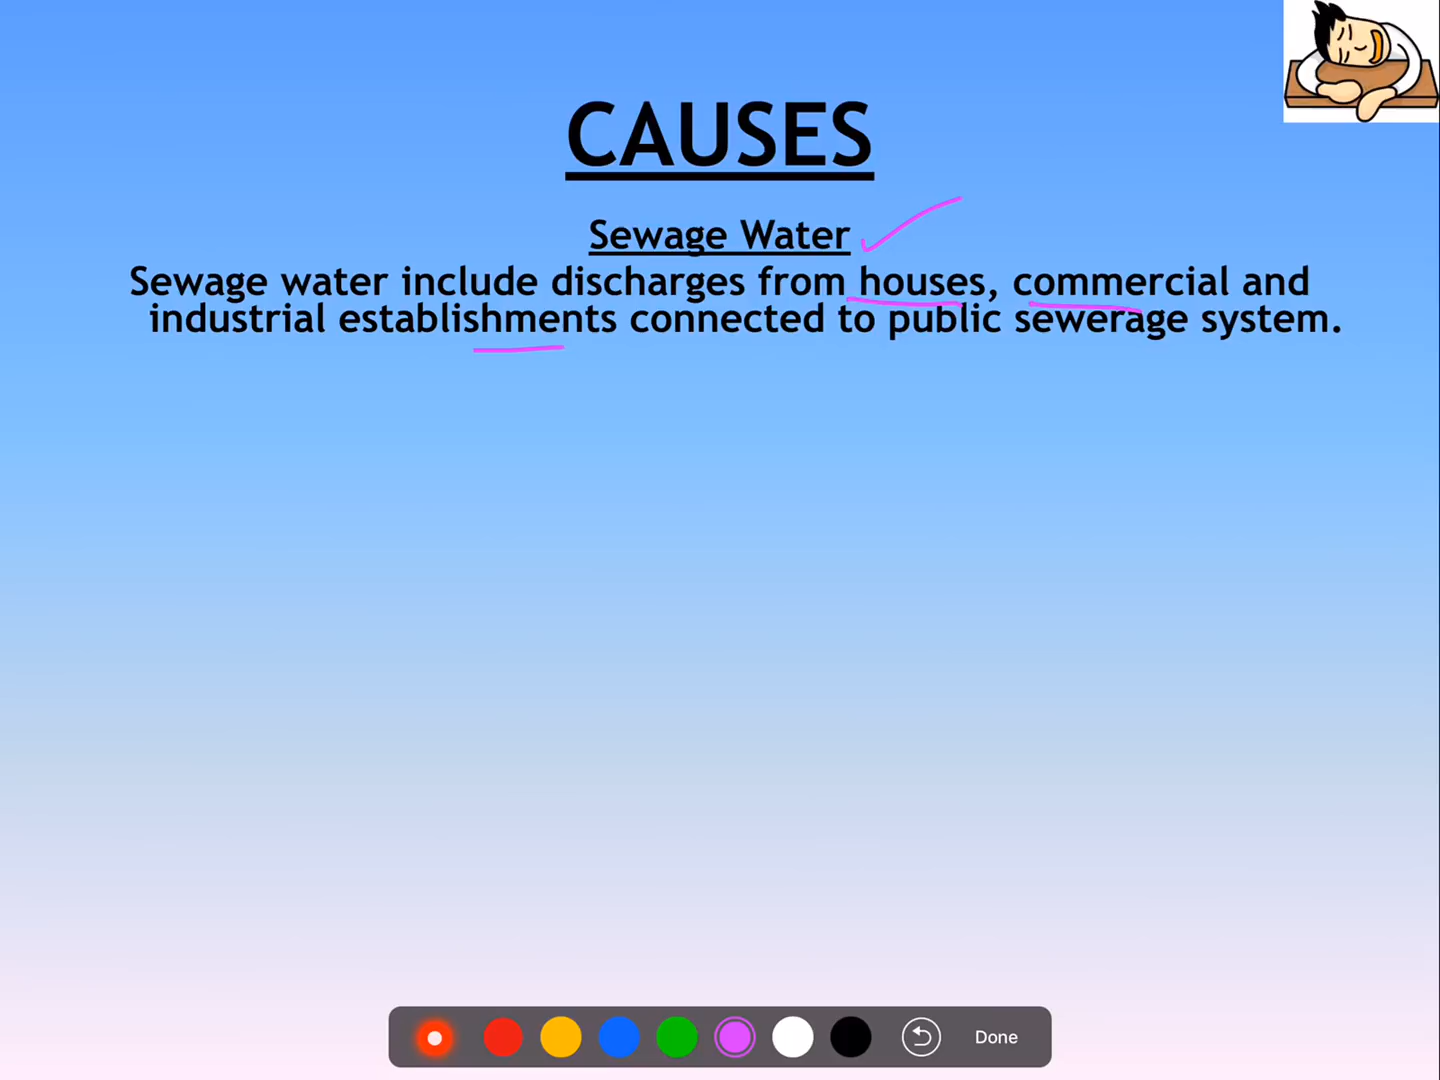 CAUSES
Sewage Water
Sewage water include discharges from houses, commercial and
industrial establishments connected to public sewerage system.
Done